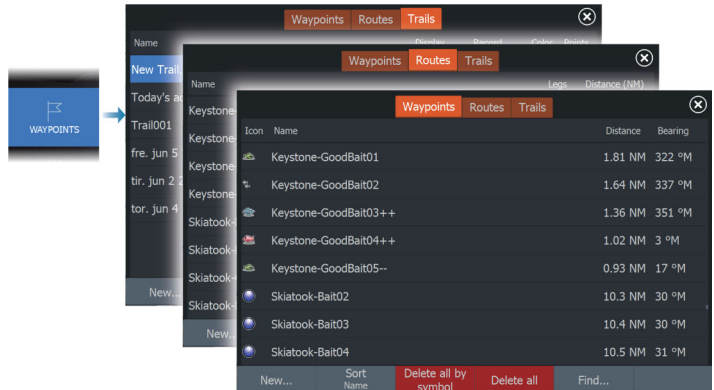 WAYPOINTS
Waypoints Routes Trails
Name Display Record Color Points
New Trail
Today's
Trail001
fre. jun 5
tir. jun 2
tor. jun 4
New...
Waypoints Routes Trails
Name Legs Distance (NM)
Keystone-
Keystone-
Keystone-
Keystone-
Skiatook-
Skiatook-
Skiatook-
Skiatook-
New...
Waypoints Routes Trails
Icon Name Distance Bearing
Keystone-GoodBait01 1.81 NM 322 °M
Keystone-GoodBait02 1.64 NM 337 °M
Keystone-GoodBait03++ 1.36 NM 351 °M
Keystone-GoodBait04++ 1.02 NM 3 °M
Keystone-GoodBait05-- 0.93 NM 17 °M
Skiatook-Bait02 10.3 NM 30 °M
Skiatook-Bait03 10.4 NM 30 °M
Skiatook-Bait04 10.5 NM 31 °M
New... Sort Name Delete all by symbol Delete all Find...